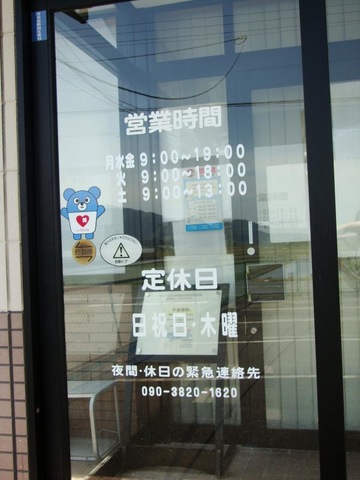 営業時間
月水金 9:00~19:00
火 9:00~18:00
土 9:00~13:00
定休日
日祝日・木曜
夜間・休日の緊急連絡先
090-3820-1620